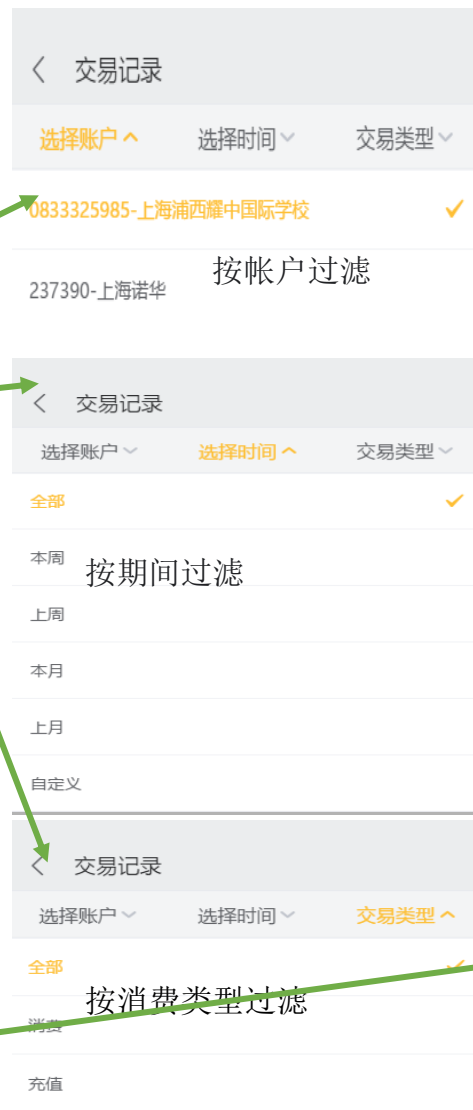 交易记录
选择账户 选择时间 交易类型
0833325985-上海浦西耀中国际学校
按帐户过滤
237390-上海诺华
交易记录
选择账户 选择时间 交易类型
全部
本周
按期间过滤
上周
本月
上月
自定义
交易记录
选择账户 选择时间 交易类型
全部
按消费类型过滤
消费
充值